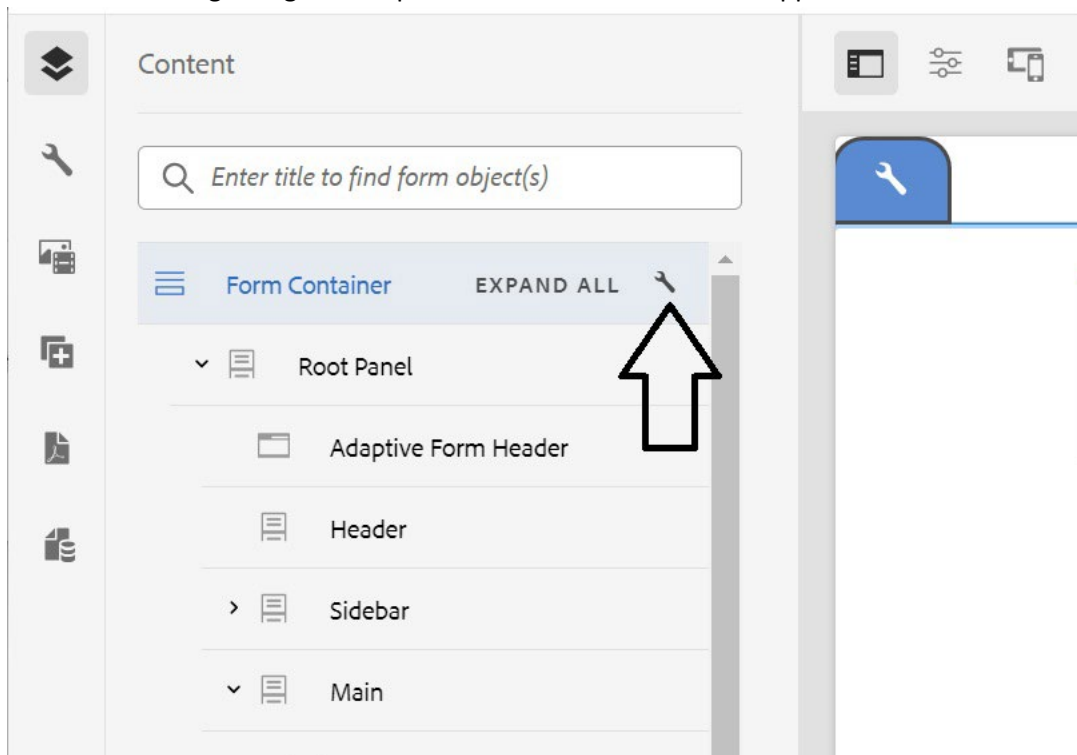 Content
Enter title to find form object(s)
Form Container EXPAND ALL
Root Panel
Adaptive Form Header
Header
Sidebar
Main